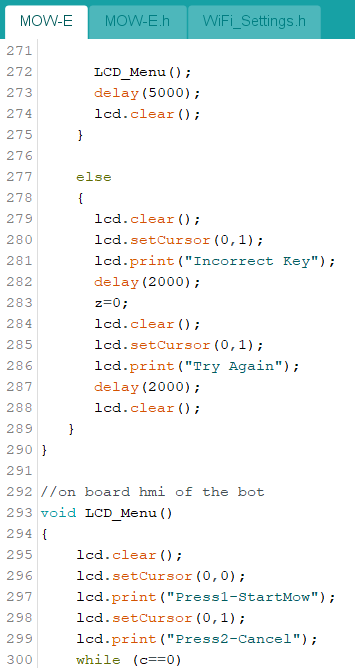 MOW-E MOW-E.h WiFi_Settings.h
271
272 LCD_Menu();
273 delay(5000);
274 lcd.clear();
275 }
276
277 else
278 {
279 lcd.clear();
280 lcd.setCursor(0,1);
281 lcd.print("Incorrect Key");
282 delay(2000);
283 z=0;
284 lcd.clear();
285 lcd.setCursor(0,1);
286 lcd.print("Try Again");
287 delay(2000);
288 lcd.clear();
289 }
290 }
291
292 //on board hmi of the bot
293 void LCD_Menu()
294 {
295 lcd.clear();
296 lcd.setCursor(0,0);
297 lcd.print("Press1-StartMow");
298 lcd.setCursor(0,1);
299 lcd.print("Press2-Cancel");
300 while (c==0)